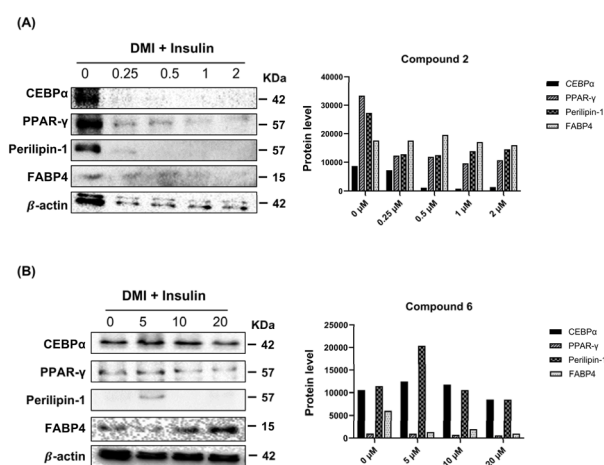 (A)
DMI + Insulin
0 0.25 0.5 1 2
KDa
CEBPα
42
PPAR-γ
57
Perilipin-1
57
FABP4
15
β-actin
42
Compound 2
Protein level
40000
30000
20000
10000
0
0 μM
0.25 μM
0.5 μM
1 μM
2 μM
CEBPα
PPAR-γ
Perilipin-1
FABP4
(B)
DMI + Insulin
0 5 10 20
KDa
CEBPα
42
PPAR-γ
57
Perilipin-1
57
FABP4
15
β-actin
42
Compound 6
Protein level
25000
20000
15000
10000
5000
0
0 μM
5 μM
10 μM
20 μM
CEBPα
PPAR-γ
Perilipin-1
FABP4